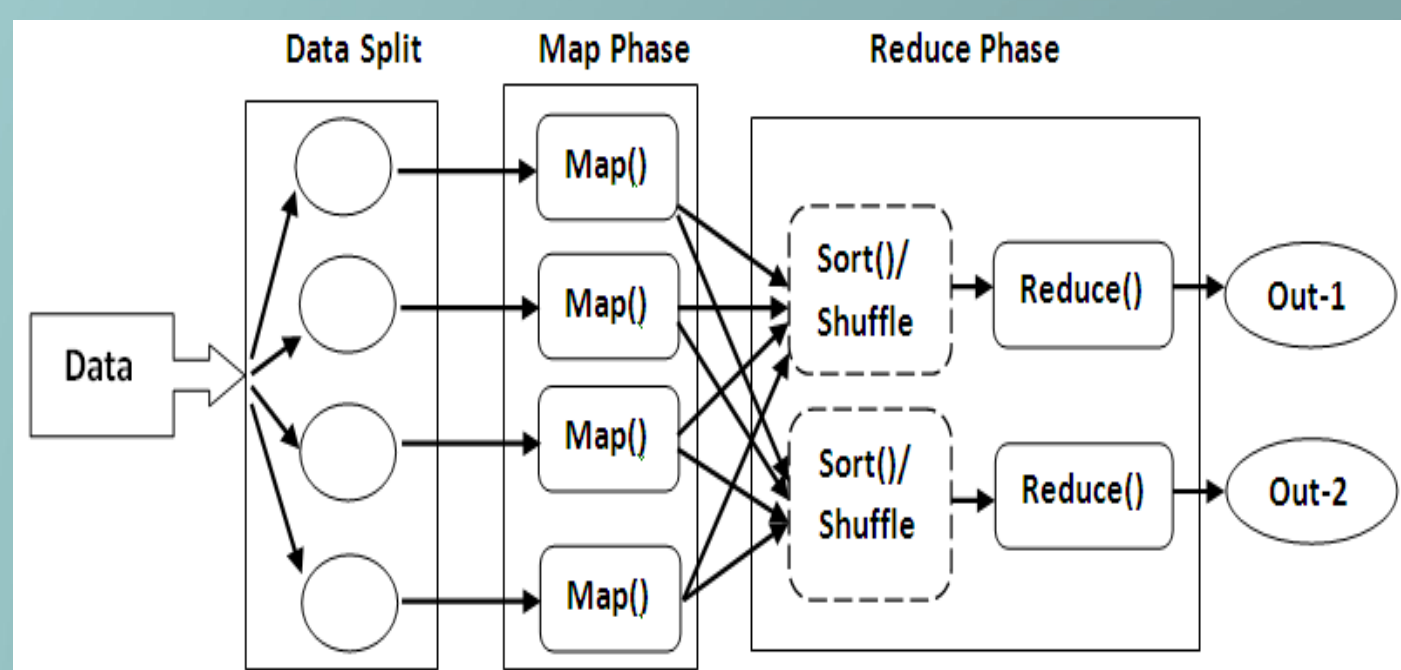 Data Split
Map Phase
Reduce Phase
Data
Map()
Map()
Map()
Map()
Sort()/
Shuffle
Reduce()
Out-1
Sort()/
Shuffle
Reduce()
Out-2